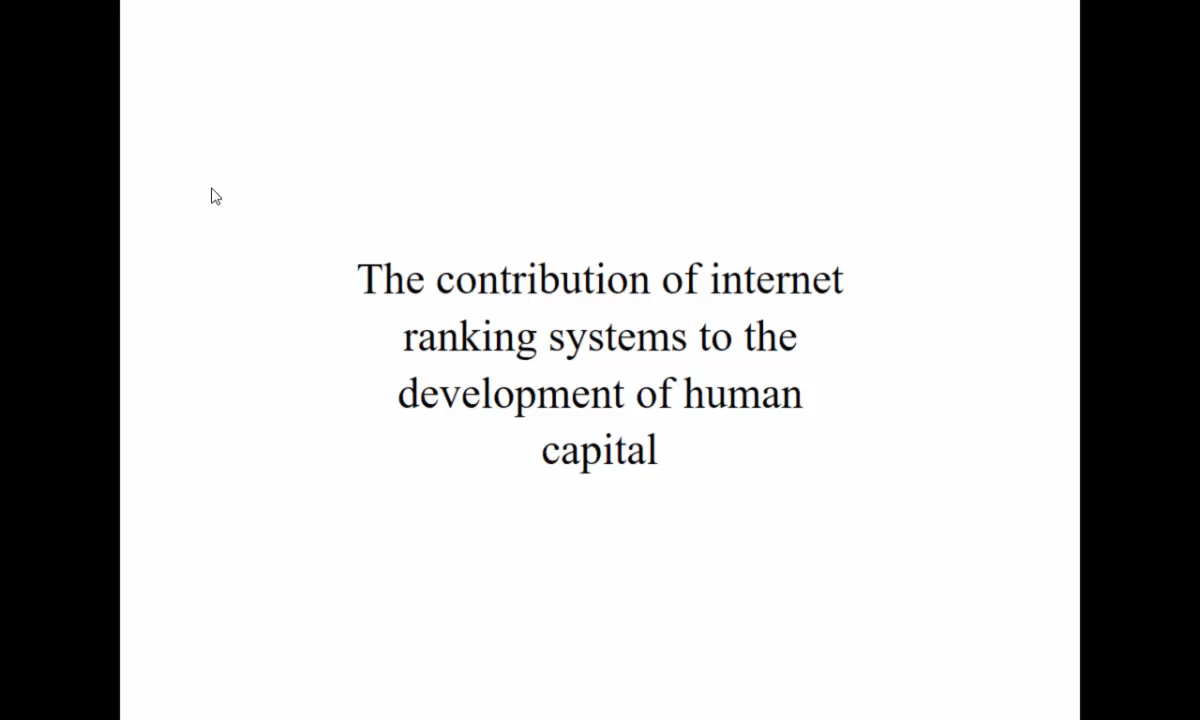 The contribution of internet
ranking systems to the
development of human
capital